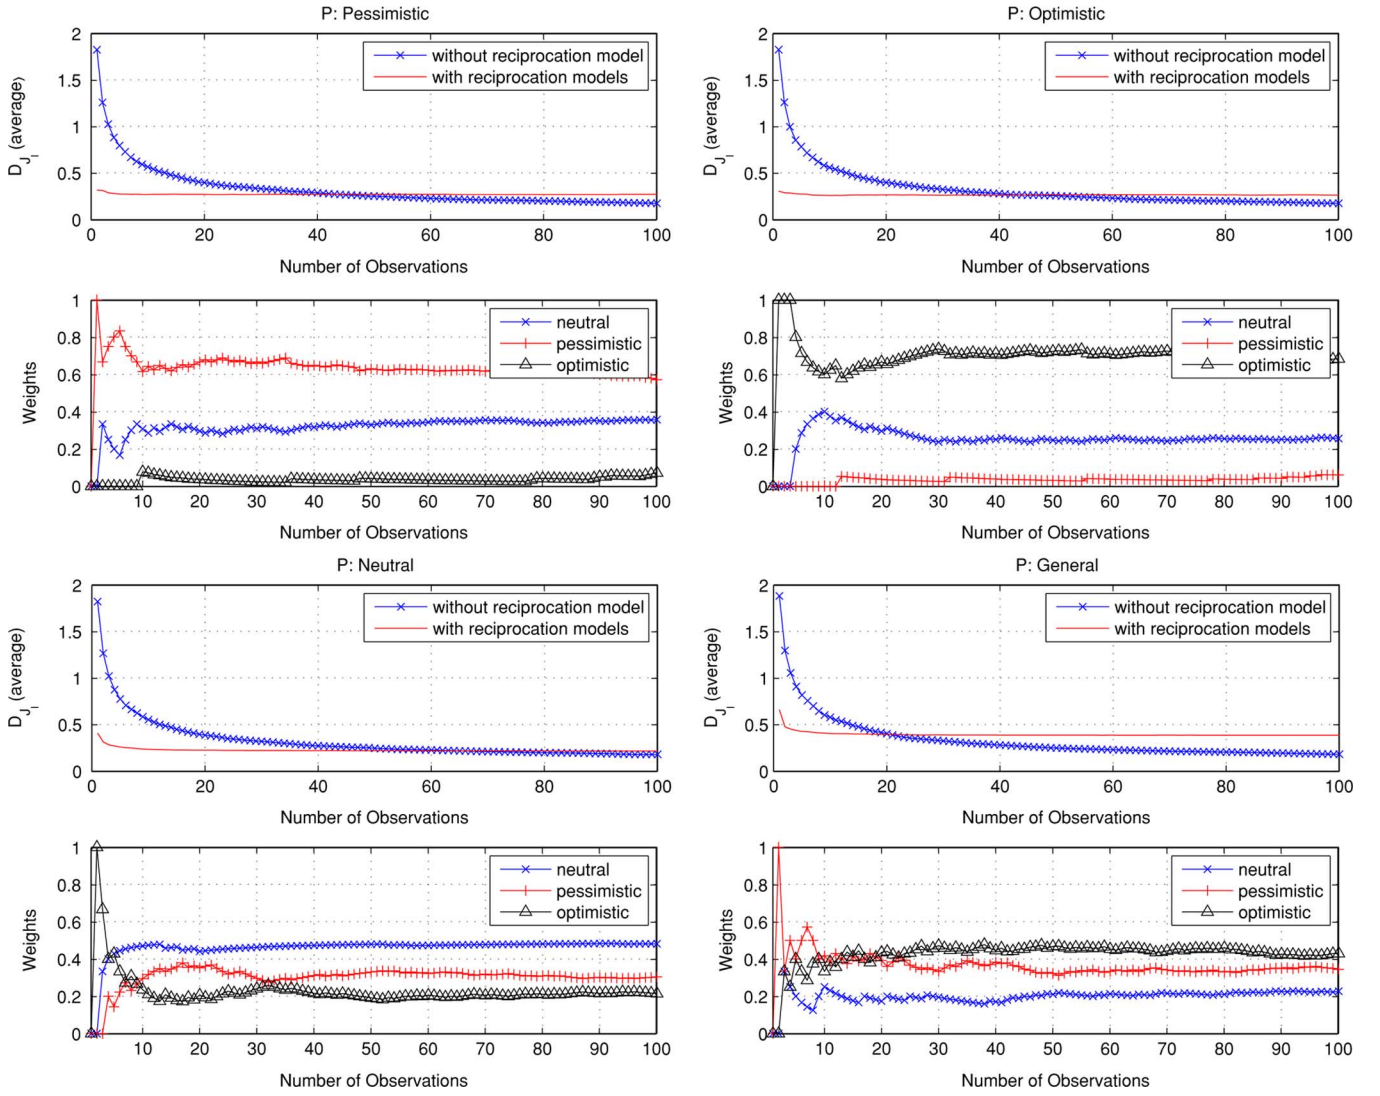 P: Pessimistic
D_J_I (average)
2
1.5
1
0.5
0
without reciprocation model
with reciprocation models
0 20 40 60 80 100
Number of Observations
Weights
1
0.8
0.6
0.4
0.2
0
neutral
pessimistic
optimistic
10 20 30 40 50 60 70 80 90 100
Number of Observations
P: Optimistic
D_J_I (average)
2
1.5
1
0.5
0
without reciprocation model
with reciprocation models
0 20 40 60 80 100
Number of Observations
Weights
1
0.8
0.6
0.4
0.2
0
neutral
pessimistic
optimistic
10 20 30 40 50 60 70 80 90 100
Number of Observations
P: Neutral
D_J_I (average)
2
1.5
1
0.5
0
without reciprocation model
with reciprocation models
0 20 40 60 80 100
Number of Observations
Weights
1
0.8
0.6
0.4
0.2
0
neutral
pessimistic
optimistic
10 20 30 40 50 60 70 80 90 100
Number of Observations
P: General
D_J_I (average)
2
1.5
1
0.5
0
without reciprocation model
with reciprocation models
0 20 40 60 80 100
Number of Observations
Weights
1
0.8
0.6
0.4
0.2
0
neutral
pessimistic
optimistic
10 20 30 40 50 60 70 80 90 100
Number of Observations